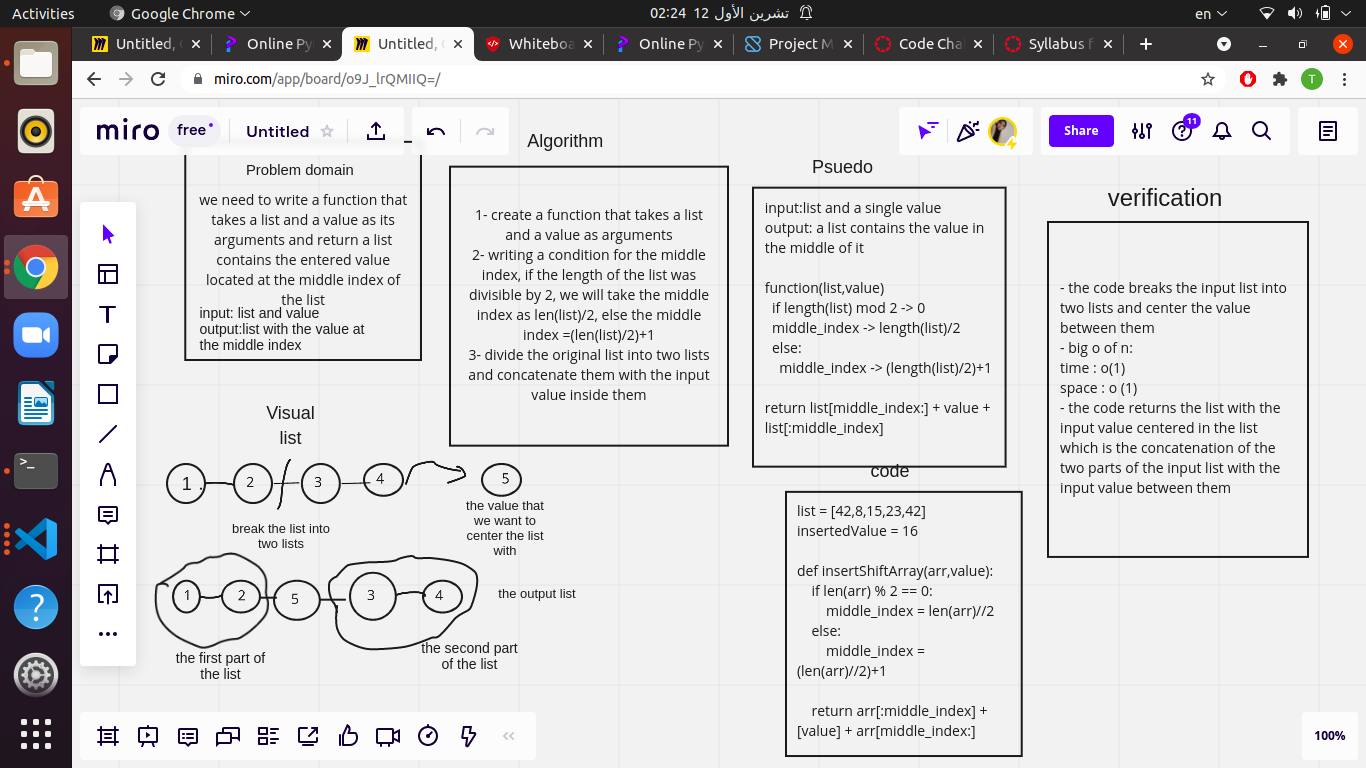 Activities
Google Chrome
02:24 تشرين الأول 12
en
Untitled,
Online Py
Untitled,
Whiteboa
Online Py
Project M
Code Cha
Syllabus f
miro.com/app/board/o9J_lrQMIIQ=/
T
miro
free
Untitled
Share
11
Problem domain
we need to write a function that
takes a list and a value as its
arguments and return a list
contains the entered value
located at the middle index of
the list
input: list and value
output:list with the value at
the middle index
Algorithm
1- create a function that takes a list
and a value as arguments
2- writing a condition for the middle
index, if the length of the list was
divisible by 2, we will take the middle
index as len(list)/2, else the middle
index =(len(list)/2)+1
3- divide the original list into two lists
and concatenate them with the input
value inside them
Psuedo
input:list and a single value
output: a list contains the value in
the middle of it
function(list,value)
if length(list) mod 2 -> 0
middle_index -> length(list)/2
else:
middle_index -> (length(list)/2)+1
return list[middle_index:] + value +
list[:middle_index]
verification
- the code breaks the input list into
two lists and center the value
between them
- big o of n:
time : o(1)
space : o (1)
- the code returns the list with the
input value centered in the list
which is the concatenation of the
two parts of the input list with the
input value between them
Visual
list
1
2
3
4
5
break the list into
two lists
the value that
we want to
center the list
with
1
2
5
3
4
the output list
the first part of
the list
the second part
of the list
code
list = [42,8,15,23,42]
insertedValue = 16
def insertShiftArray(arr,value):
if len(arr) % 2 == 0:
middle_index = len(arr)//2
else:
middle_index =
(len(arr)//2)+1
return arr[:middle_index] +
[value] + arr[middle_index:]
100%